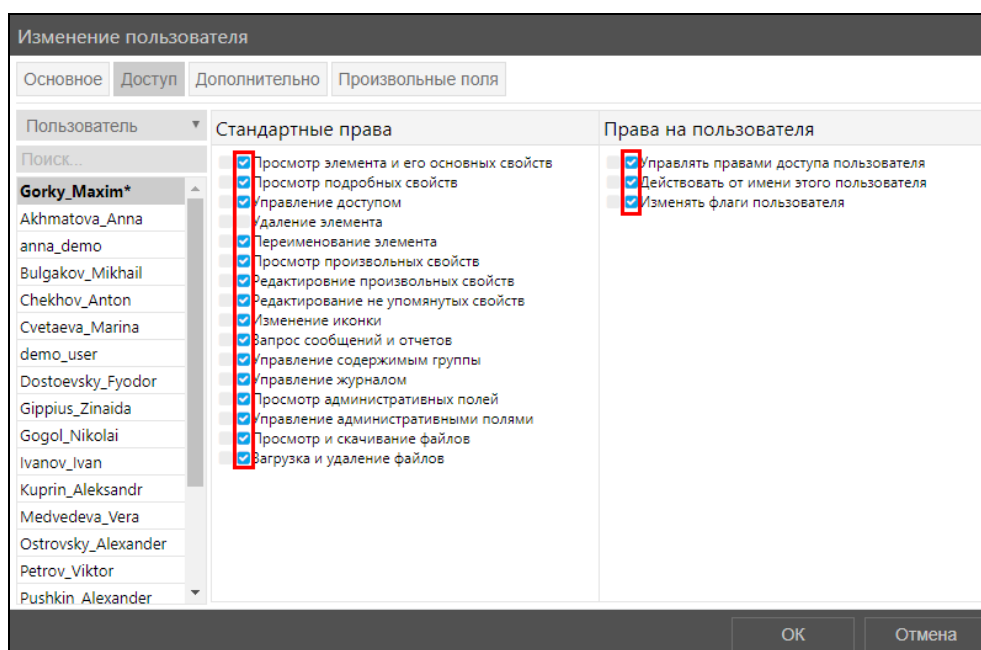 Изменение пользователя
Основное Доступ Дополнительно Произвольные поля
Пользователь
Поиск...
Gorky_Maxim*
Akhmatova_Anna
anna_demo
Bulgakov_Mikhail
Chekhov_Anton
Cvetaeva_Marina
demo_user
Dostoevsky_Fyodor
Gippius_Zinaida
Gogol_Nikolai
Ivanov_Ivan
Kuprin_Aleksandr
Medvedeva_Vera
Ostrovsky_Alexander
Petrov_Viktor
Pushkin_Alexander
Стандартные права
Просмотр элемента и его основных свойств
Просмотр подробных свойств
Управление доступом
Удаление элемента
Переименование элемента
Просмотр произвольных свойств
Редактировние произвольных свойств
Редактирование не упомянутых свойств
Изменение иконки
Запрос сообщений и отчетов
Управление содержимым группы
Управление журналом
Просмотр административных полей
Управление административными полями
Просмотр и скачивание файлов
Загрузка и удаление файлов
Права на пользователя
Управлять правами доступа пользователя
Действовать от имени этого пользователя
Изменять флаги пользователя
ОК Отмена